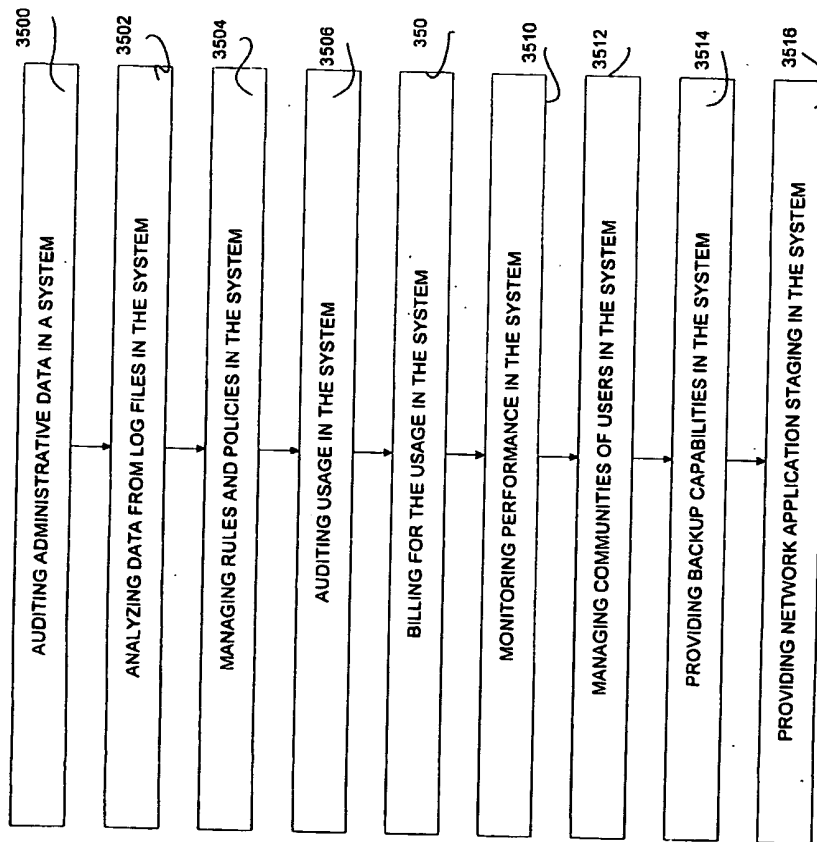 3500
AUDITING ADMINISTRATIVE DATA IN A SYSTEM
3502
ANALYZING DATA FROM LOG FILES IN THE SYSTEM
3504
MANAGING RULES AND POLICIES IN THE SYSTEM
3506
AUDITING USAGE IN THE SYSTEM
350
BILLING FOR THE USAGE IN THE SYSTEM
3510
MONITORING PERFORMANCE IN THE SYSTEM
3512
MANAGING COMMUNITIES OF USERS IN THE SYSTEM
3514
PROVIDING BACKUP CAPABILITIES IN THE SYSTEM
3516
PROVIDING NETWORK APPLICATION STAGING IN THE SYSTEM